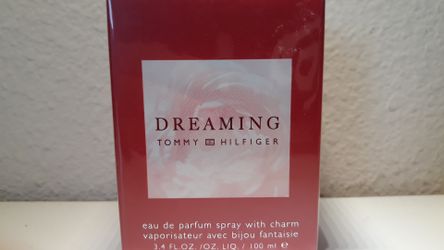 DREAMING
TOMMY HILFIGER
eau de parfum spray with charm
vaporisateur avec bijou fantaisie
3.4 FL.OZ. /OZ. LIQ. / 100 ml e